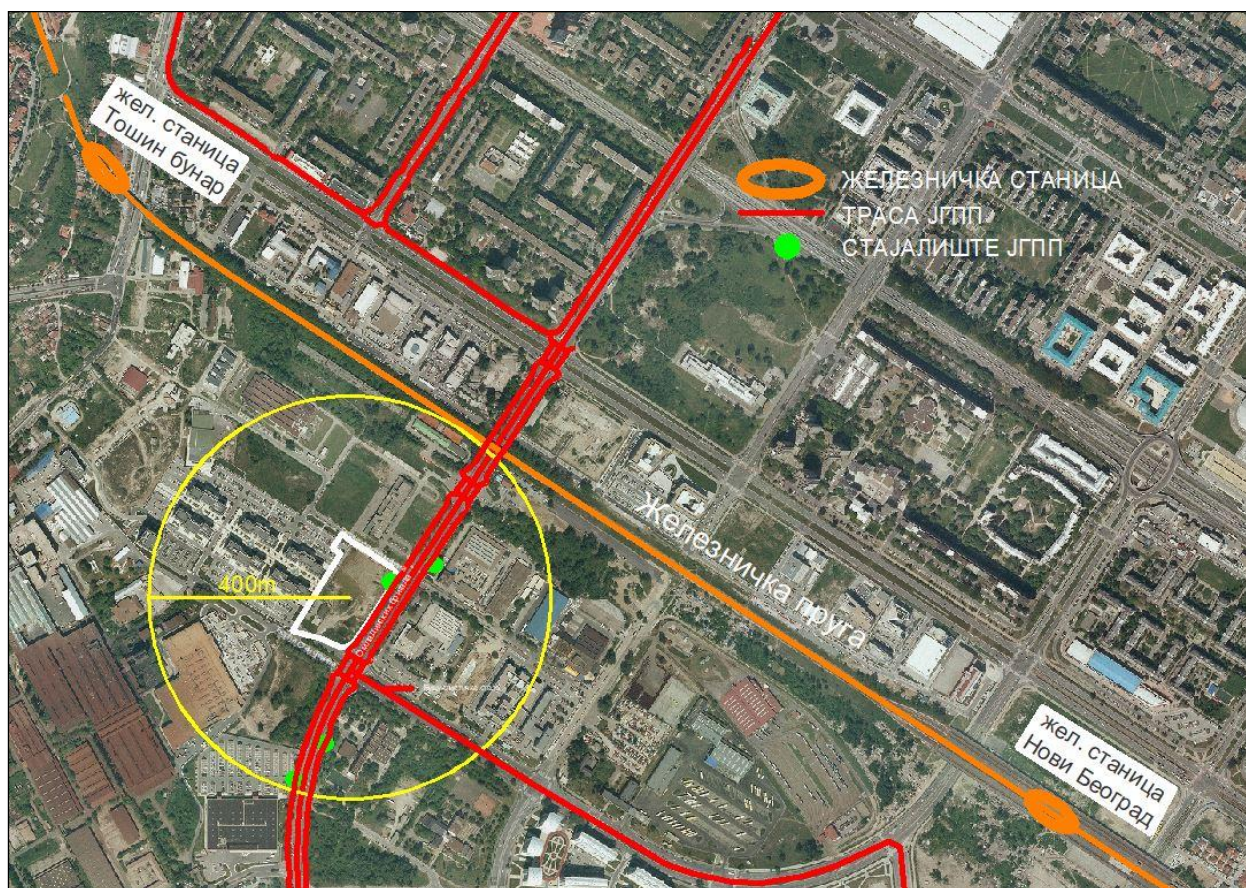 жел. станица
Тошин бунар
ЖЕЛЕЗНИЧКА СТАНИЦА
ТРАСА ЈГПП
СТАЈАЛИШТЕ ЈГПП
Железничка пруга
400m
жел. станица
Нови Београд